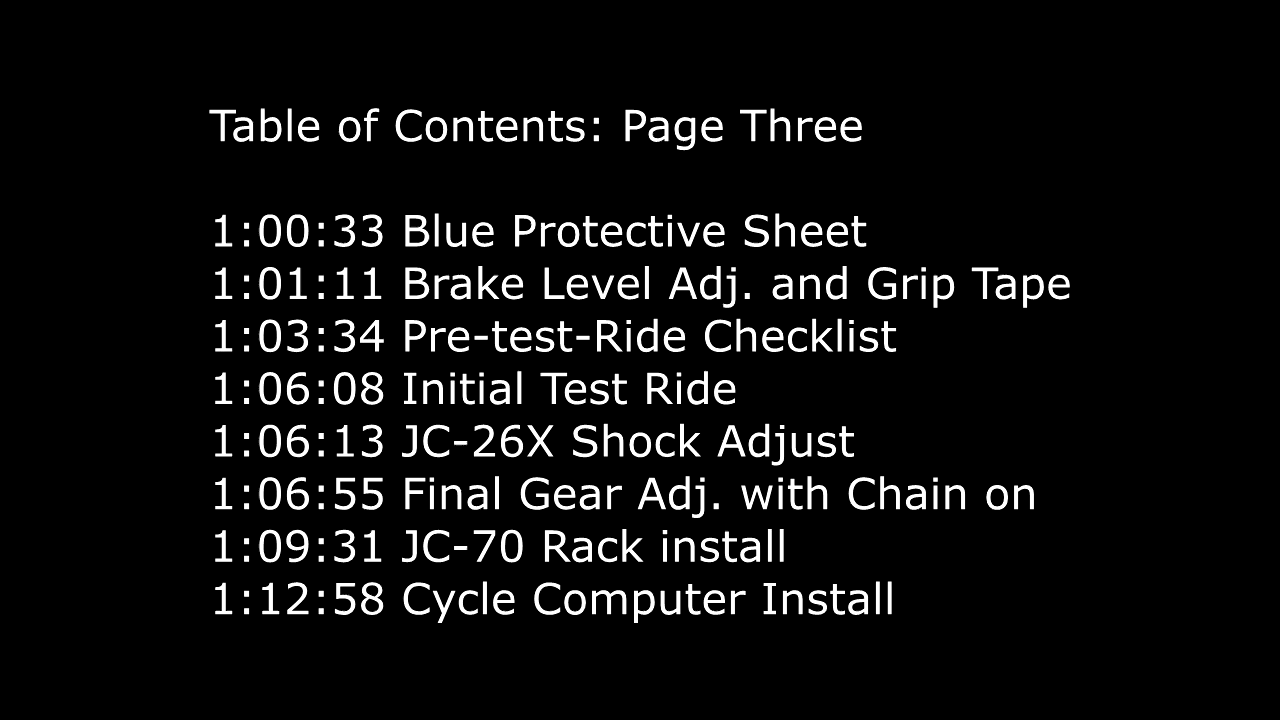 Table of Contents: Page Three
1:00:33 Blue Protective Sheet
1:01:11 Brake Level Adj. and Grip Tape
1:03:34 Pre-test-Ride Checklist
1:06:08 Initial Test Ride
1:06:13 JC-26X Shock Adjust
1:06:55 Final Gear Adj. with Chain on
1:09:31 JC-70 Rack install
1:12:58 Cycle Computer Install